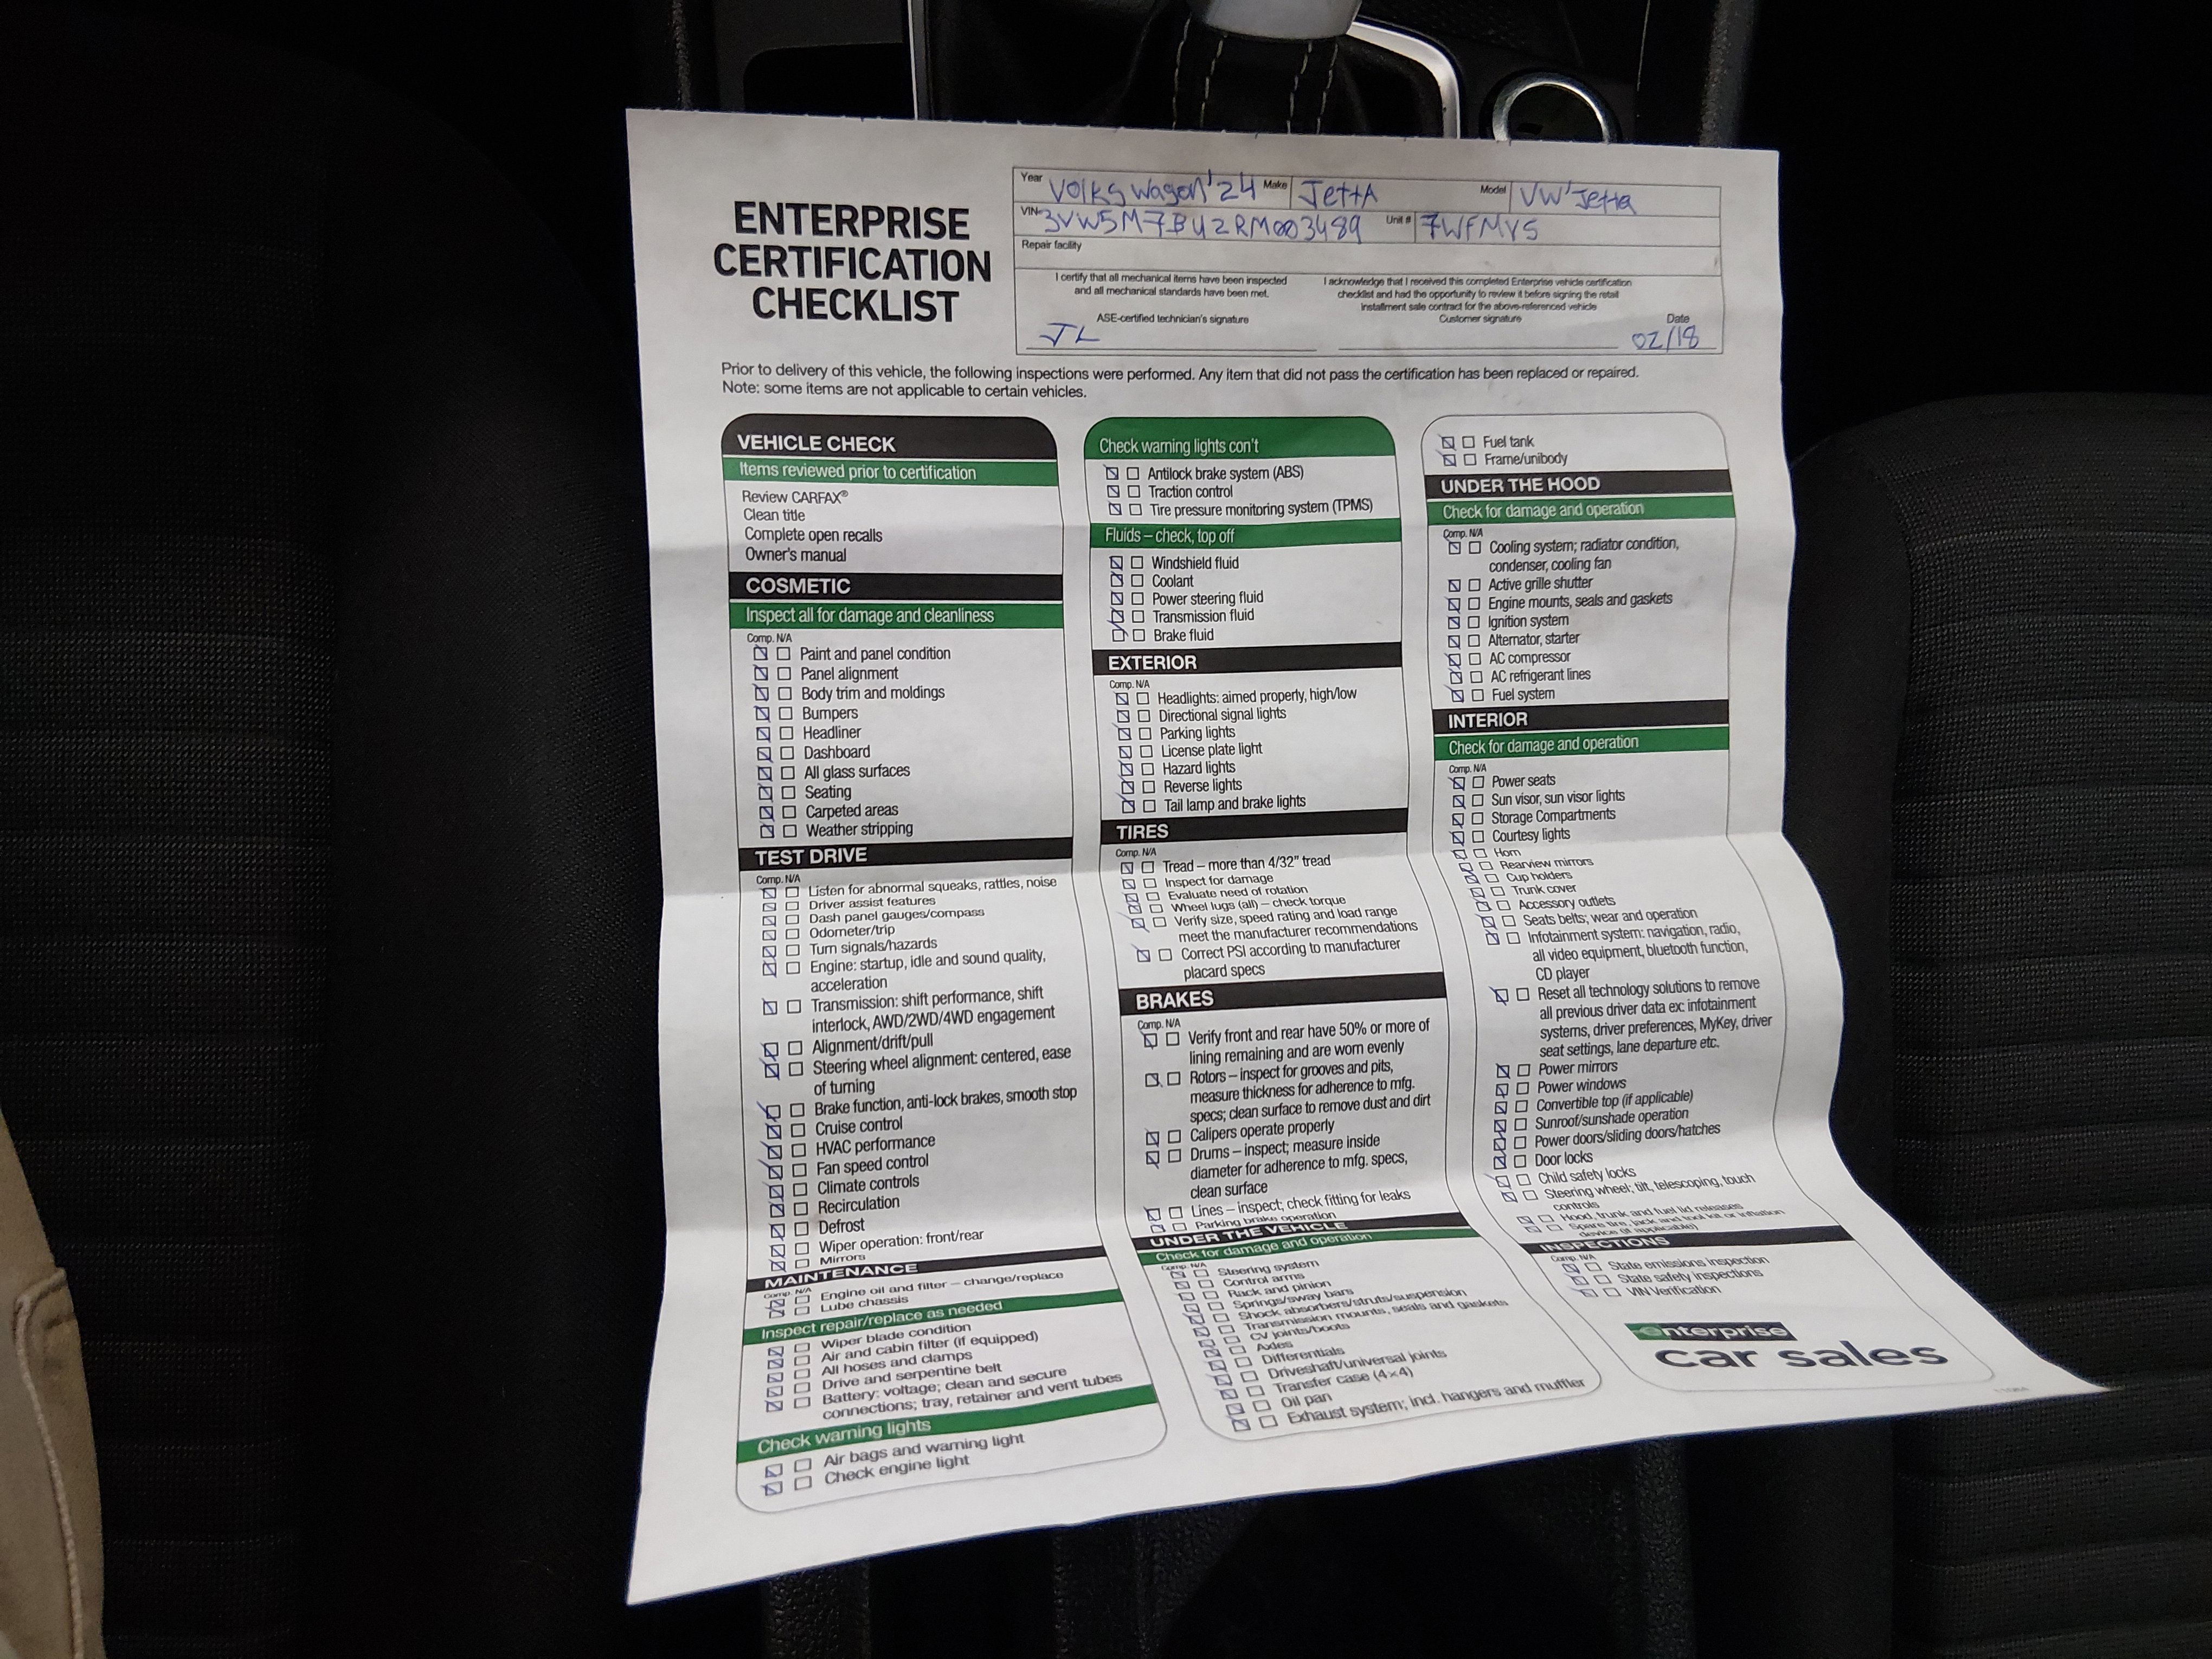 ENTERPRISE
CERTIFICATION
CHECKLIST
Year Volkswagen'24 Make Jetta Model VW'Jetta
VIN# 3VW5M7BU2RM003489 Unit # 7WFMYS
Repair facility
I certify that all mechanical items have been inspected
and all mechanical standards have been met.
ASE-certified technician's signature
JL
I acknowledge that I received this completed Enterprise vehicle certification
checklist and had the opportunity to review it before signing the retail
installment sale contract for the above-referenced vehicle
Customer signature Date
02/18
Prior to delivery of this vehicle, the following inspections were performed. Any item that did not pass the certification has been replaced or repaired.
Note: some items are not applicable to certain vehicles.
VEHICLE CHECK
Items reviewed prior to certification
Review CARFAX®
Clean title
Complete open recalls
Owner's manual
COSMETIC
Inspect all for damage and cleanliness
Comp. N/A
Paint and panel condition
Panel alignment
Body trim and moldings
Bumpers
Headliner
Dashboard
All glass surfaces
Seating
Carpeted areas
Weather stripping
TEST DRIVE
Comp. N/A
Listen for abnormal squeaks, rattles, noise
Driver assist features
Dash panel gauges/compass
Odometer/trip
Turn signals/hazards
Engine: startup, idle and sound quality,
acceleration
Transmission: shift performance, shift
interlock, AWD/2WD/4WD engagement
Alignment/drift/pull
Steering wheel alignment: centered, ease
of turning
Brake function, anti-lock brakes, smooth stop
Cruise control
HVAC performance
Fan speed control
Climate controls
Recirculation
Defrost
Wiper operation: front/rear
Mirrors
MAINTENANCE
Comp. N/A
Engine oil and filter – change/replace
Lube chassis
Inspect repair/replace as needed
Wiper blade condition
Air and cabin filter (if equipped)
All hoses and clamps
Drive and serpentine belt
Battery: voltage; clean and secure
connections; tray, retainer and vent tubes
Check warning lights
Air bags and warning light
Check engine light
Check warning lights con't
Antilock brake system (ABS)
Traction control
Tire pressure monitoring system (TPMS)
Fluids – check, top off
Windshield fluid
Coolant
Power steering fluid
Transmission fluid
Brake fluid
EXTERIOR
Comp. N/A
Headlights: aimed properly, high/low
Directional signal lights
Parking lights
License plate light
Hazard lights
Reverse lights
Tail lamp and brake lights
TIRES
Comp. N/A
Tread – more than 4/32" tread
Inspect for damage
Evaluate need of rotation
Wheel lugs (all) – check torque
Verify size, speed rating and load range
meet the manufacturer recommendations
Correct PSI according to manufacturer
placard specs
BRAKES
Comp. N/A
Verify front and rear have 50% or more of
lining remaining and are worn evenly
Rotors – inspect for grooves and pits,
measure thickness for adherence to mfg.
specs; clean surface to remove dust and dirt
Calipers operate properly
Drums – inspect; measure inside
diameter for adherence to mfg. specs,
clean surface
Lines – inspect; check fitting for leaks
Parking brake operation
UNDER THE VEHICLE
Check for damage and operation
Comp. N/A
Steering system
Control arms
Rack and pinion
Springs/sway bars
Shock absorbers/struts/suspension
Transmission mounts, seals and gaskets
CV joints/boots
Axles
Differentials
Driveshaft/universal joints
Transfer case (4x4)
Oil pan
Exhaust system; incl. hangers and muffler
Fuel tank
Frame/unibody
UNDER THE HOOD
Check for damage and operation
Comp. N/A
Cooling system; radiator condition,
condenser, cooling fan
Active grille shutter
Engine mounts, seals and gaskets
Ignition system
Alternator, starter
AC compressor
AC refrigerant lines
Fuel system
INTERIOR
Check for damage and operation
Comp. N/A
Power seats
Sun visor, sun visor lights
Storage Compartments
Courtesy lights
Horn
Rearview mirrors
Cup holders
Trunk cover
Accessory outlets
Seats belts; wear and operation
Infotainment system: navigation, radio,
all video equipment, bluetooth function,
CD player
Reset all technology solutions to remove
all previous driver data ex: infotainment
systems, driver preferences, MyKey, driver
seat settings, lane departure etc.
Power mirrors
Power windows
Convertible top (if applicable)
Sunroof/sunshade operation
Power doors/sliding doors/hatches
Door locks
Child safety locks
Steering wheel; tilt, telescoping, touch
controls
Hood, trunk and fuel lid releases
Spare tire, jack and tool kit or inflation
device (if applicable)
INSPECTIONS
Comp. N/A
State emissions inspection
State safety inspections
VIN Verification
enterprise
car sales